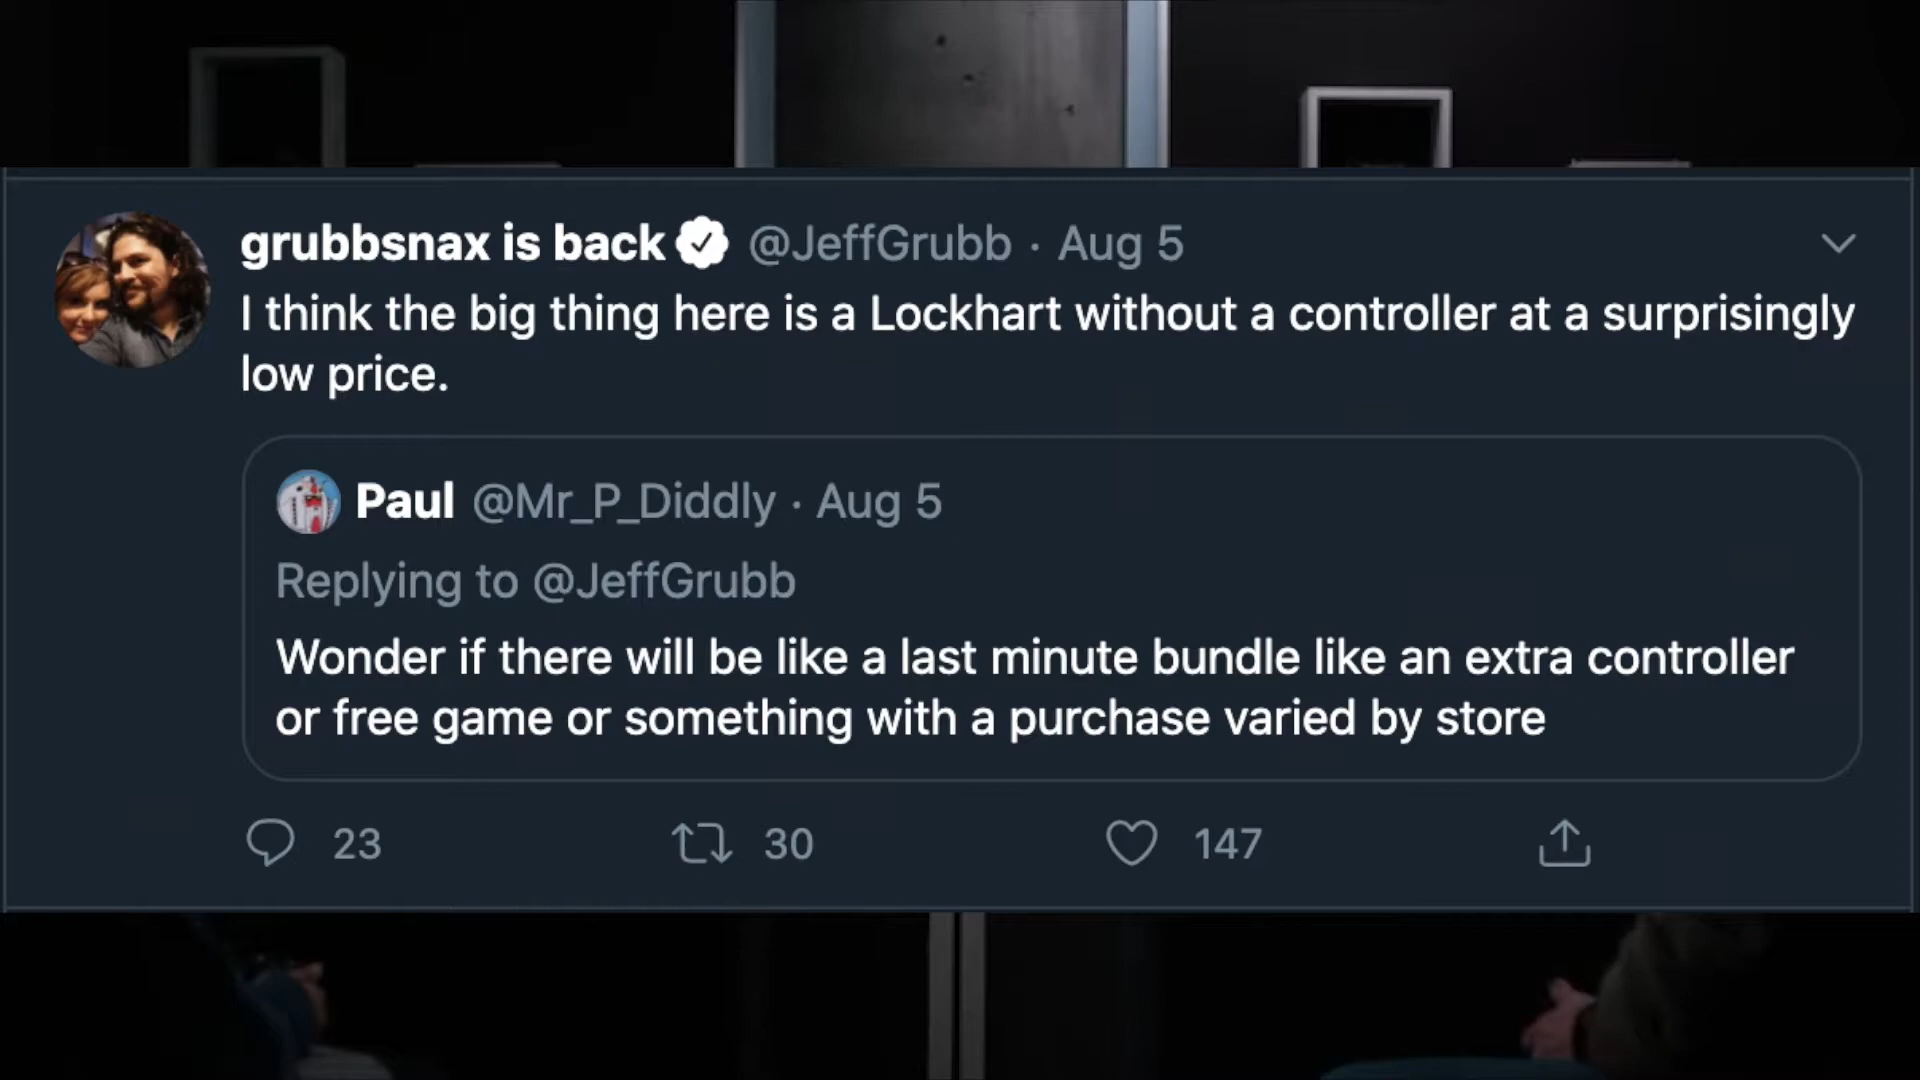 grubbsnax is back @JeffGrubb · Aug 5
I think the big thing here is a Lockhart without a controller at a surprisingly
low price.
Paul @Mr_P_Diddly · Aug 5
Replying to @JeffGrubb
Wonder if there will be like a last minute bundle like an extra controller
or free game or something with a purchase varied by store
23 30 147